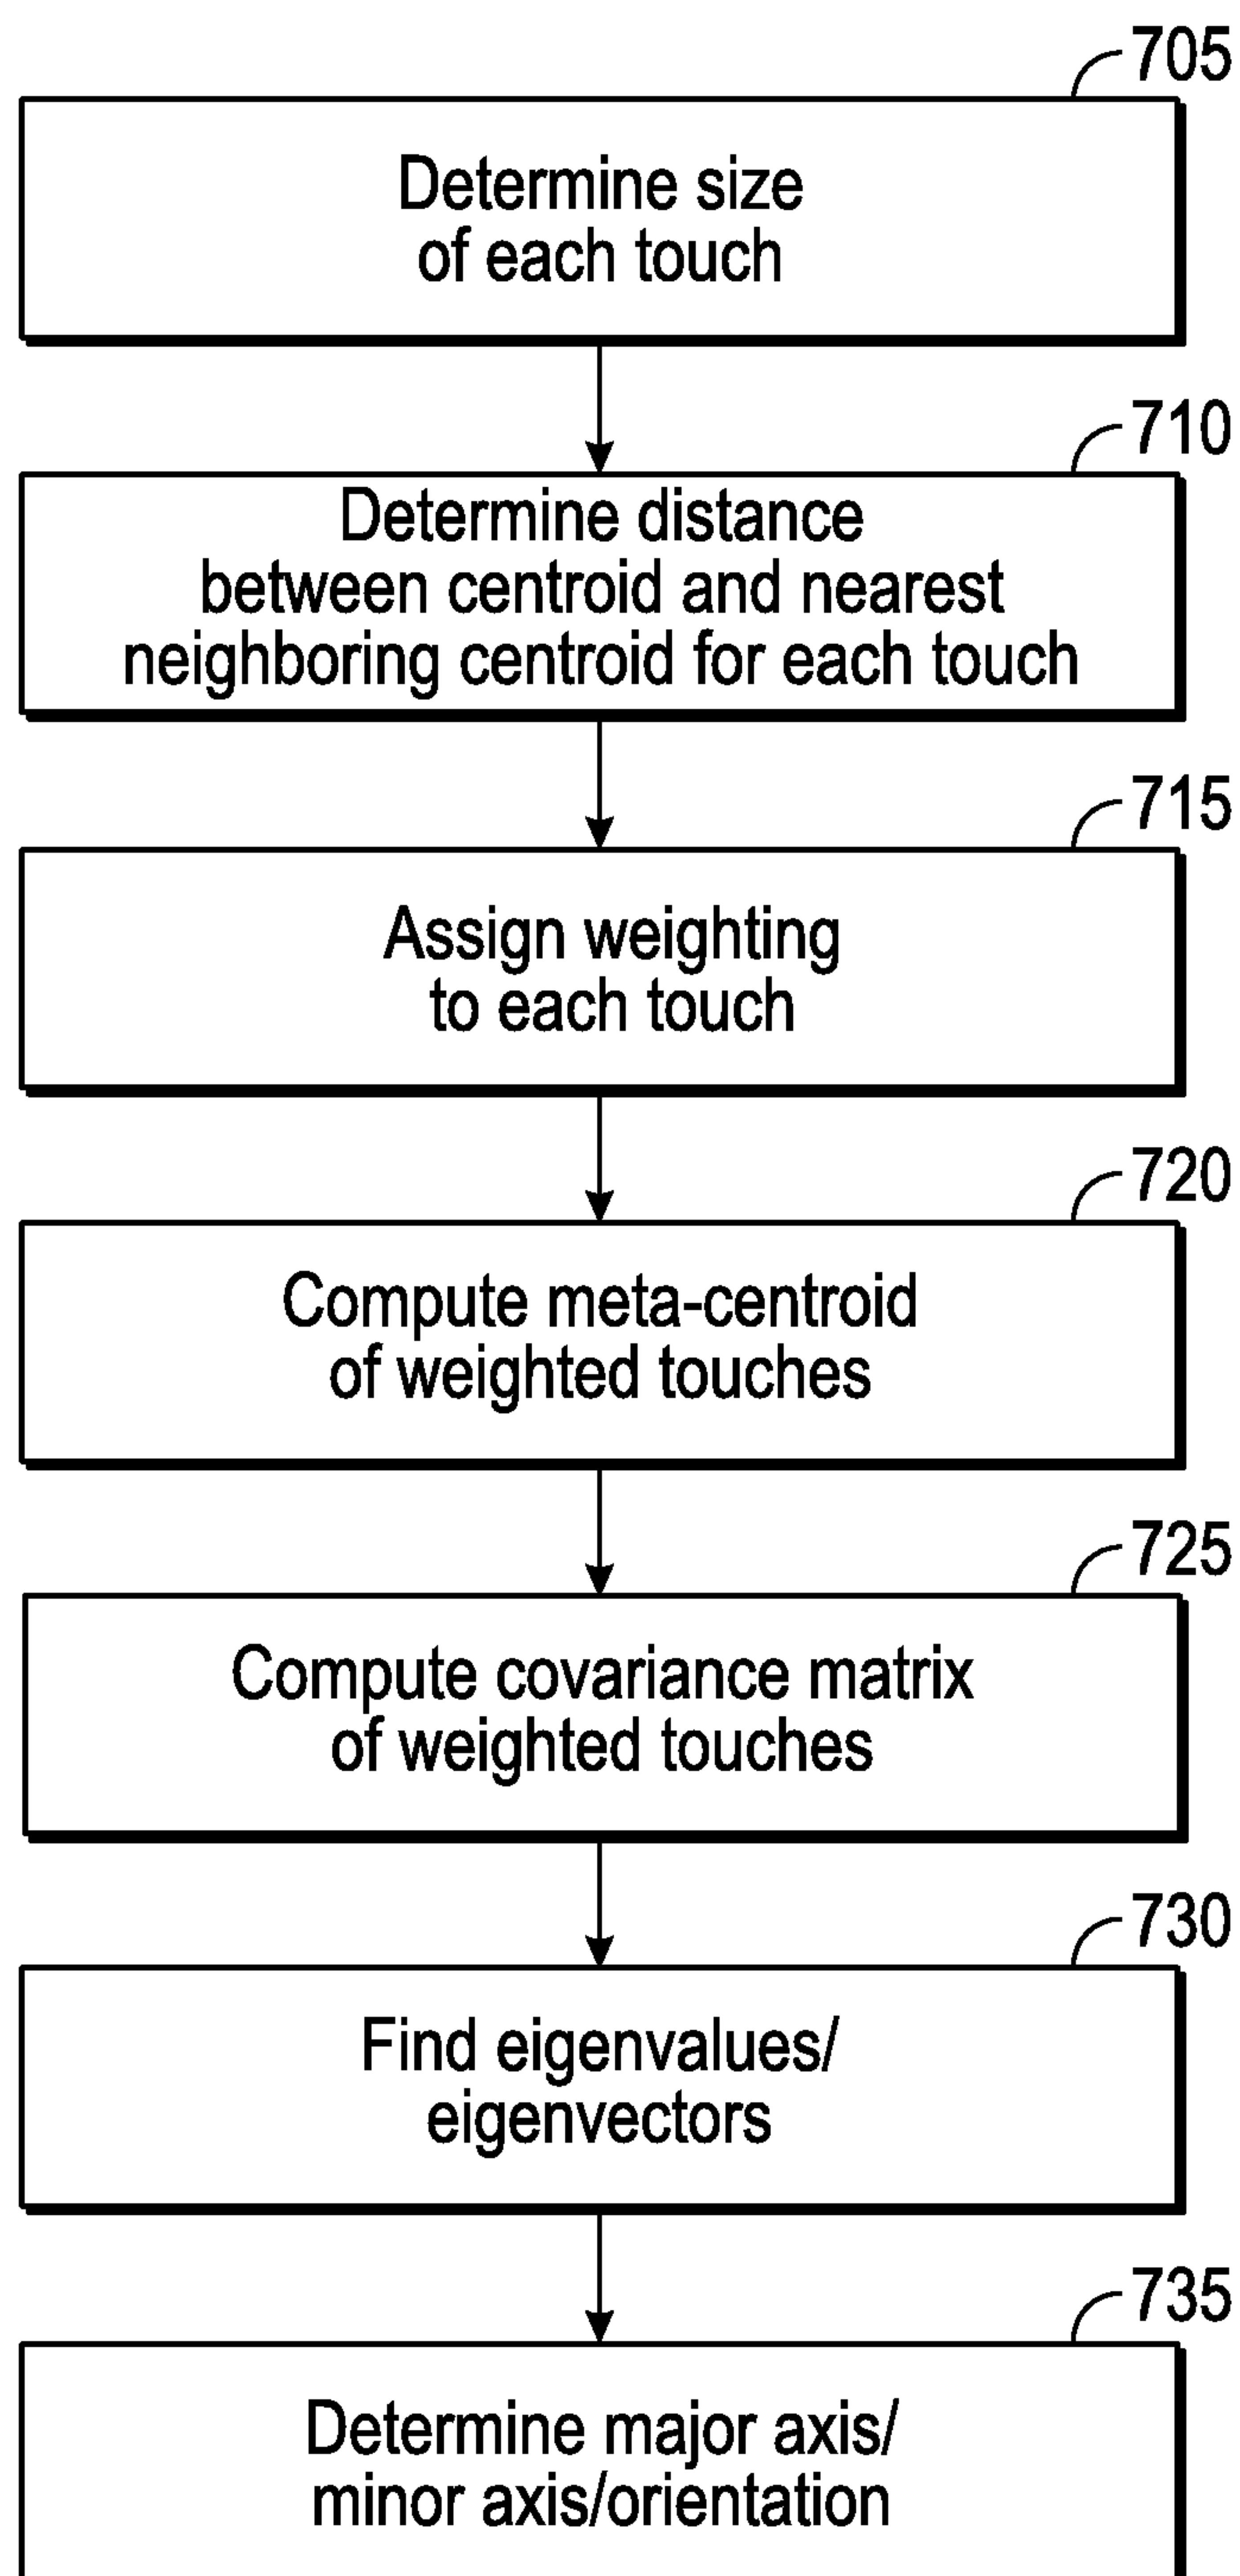 705
Determine size
of each touch
710
Determine distance
between centroid and nearest
neighboring centroid for each touch
715
Assign weighting
to each touch
720
Compute meta-centroid
of weighted touches
725
Compute covariance matrix
of weighted touches
730
Find eigenvalues/
eigenvectors
735
Determine major axis/
minor axis/orientation